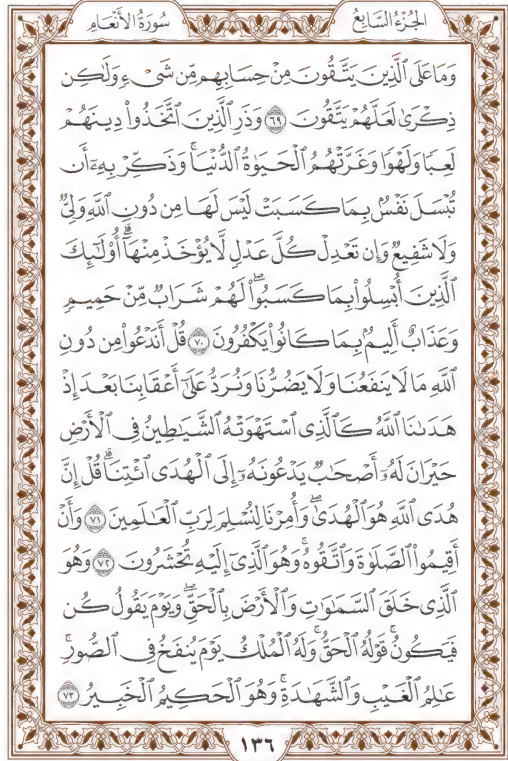 الجزء السابع سورة الأنعام
وَمَا عَلَى ٱلَّذِينَ يَتَّقُونَ مِنْ حِسَابِهِم مِّن شَىْءٍ وَلَٰكِن
ذِكْرَىٰ لَعَلَّهُمْ يَتَّقُونَ ٦٩ وَذَرِ ٱلَّذِينَ ٱتَّخَذُوا۟ دِينَهُمْ
لَعِبًا وَلَهْوًا وَغَرَّتْهُمُ ٱلْحَيَوٰةُ ٱلدُّنْيَا ۚ وَذَكِّرْ بِهِۦٓ أَن
تُبْسَلَ نَفْسٌۢ بِمَا كَسَبَتْ لَيْسَ لَهَا مِن دُونِ ٱللَّهِ وَلِىٌّ
وَلَا شَفِيعٌ وَإِن تَعْدِلْ كُلَّ عَدْلٍ لَّا يُؤْخَذْ مِنْهَآ ۗ أُو۟لَٰٓئِكَ
ٱلَّذِينَ أُبْسِلُوا۟ بِمَا كَسَبُوا۟ ۖ لَهُمْ شَرَابٌ مِّنْ حَمِيمٍ
وَعَذَابٌ أَلِيمٌۢ بِمَا كَانُوا۟ يَكْفُرُونَ ٧٠ قُلْ أَنَدْعُوا۟ مِن دُونِ
ٱللَّهِ مَا لَا يَنفَعُنَا وَلَا يَضُرُّنَا وَنُرَدُّ عَلَىٰٓ أَعْقَابِنَا بَعْدَ إِذْ
هَدَىٰنَا ٱللَّهُ كَٱلَّذِى ٱسْتَهْوَتْهُ ٱلشَّيَٰطِينُ فِى ٱلْأَرْضِ
حَيْرَانَ لَهُۥٓ أَصْحَٰبٌ يَدْعُونَهُۥٓ إِلَى ٱلْهُدَى ٱئْتِنَا ۗ قُلْ إِنَّ
هُدَى ٱللَّهِ هُوَ ٱلْهُدَىٰ ۖ وَأُمِرْنَا لِنُسْلِمَ لِرَبِّ ٱلْعَٰلَمِينَ ٧١ وَأَنْ
أَقِيمُوا۟ ٱلصَّلَوٰةَ وَٱتَّقُوهُ ۚ وَهُوَ ٱلَّذِىٓ إِلَيْهِ تُحْشَرُونَ ٧٢ وَهُوَ
ٱلَّذِى خَلَقَ ٱلسَّمَٰوَٰتِ وَٱلْأَرْضَ بِٱلْحَقِّ ۖ وَيَوْمَ يَقُولُ كُن
فَيَكُونُ ۚ قَوْلُهُ ٱلْحَقُّ ۚ وَلَهُ ٱلْمُلْكُ يَوْمَ يُنفَخُ فِى ٱلصُّورِ ۚ
عَٰلِمُ ٱلْغَيْبِ وَٱلشَّهَٰدَةِ ۚ وَهُوَ ٱلْحَكِيمُ ٱلْخَبِيرُ ٧٣
١٣٦